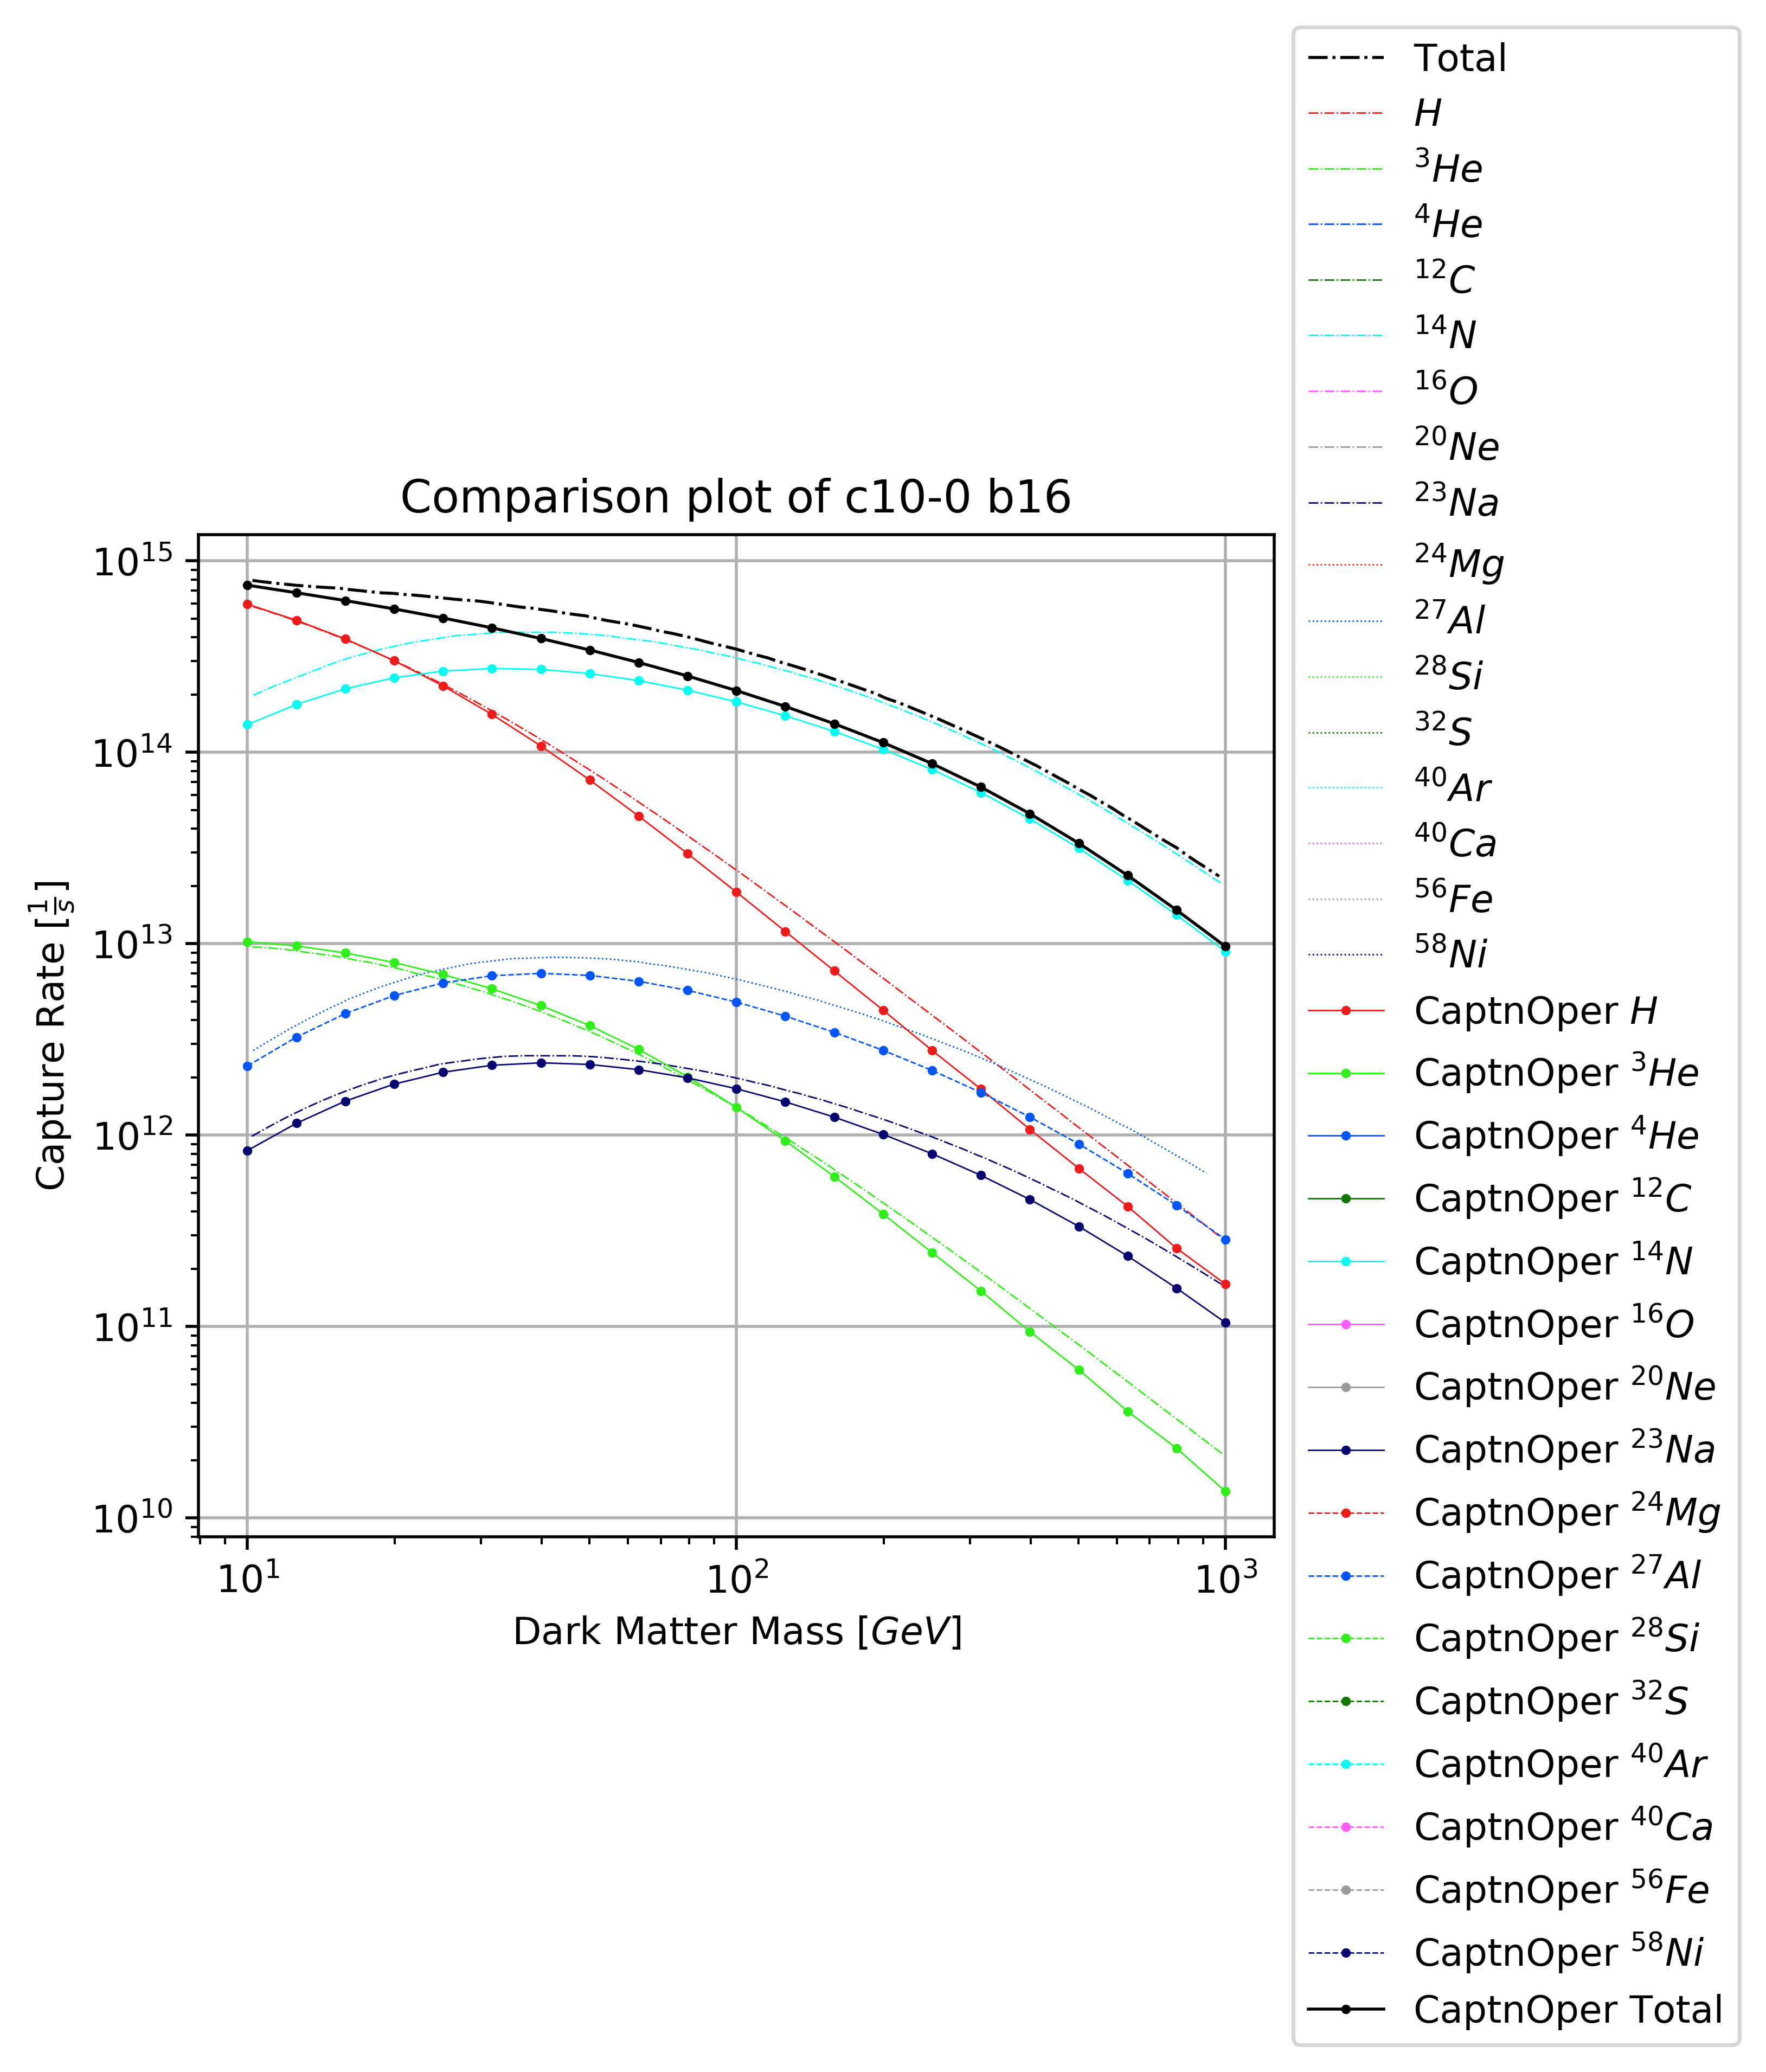 Comparison plot of c10-0 b16
Capture Rate [1/s]
10^15
10^14
10^13
10^12
10^11
10^10
10^1
10^2
10^3
Dark Matter Mass [GeV]
Total
H
^3He
^4He
^12C
^14N
^16O
^20Ne
^23Na
^24Mg
^27Al
^28Si
^32S
^40Ar
^40Ca
^56Fe
^58Ni
CaptnOper H
CaptnOper ^3He
CaptnOper ^4He
CaptnOper ^12C
CaptnOper ^14N
CaptnOper ^16O
CaptnOper ^20Ne
CaptnOper ^23Na
CaptnOper ^24Mg
CaptnOper ^27Al
CaptnOper ^28Si
CaptnOper ^32S
CaptnOper ^40Ar
CaptnOper ^40Ca
CaptnOper ^56Fe
CaptnOper ^58Ni
CaptnOper Total